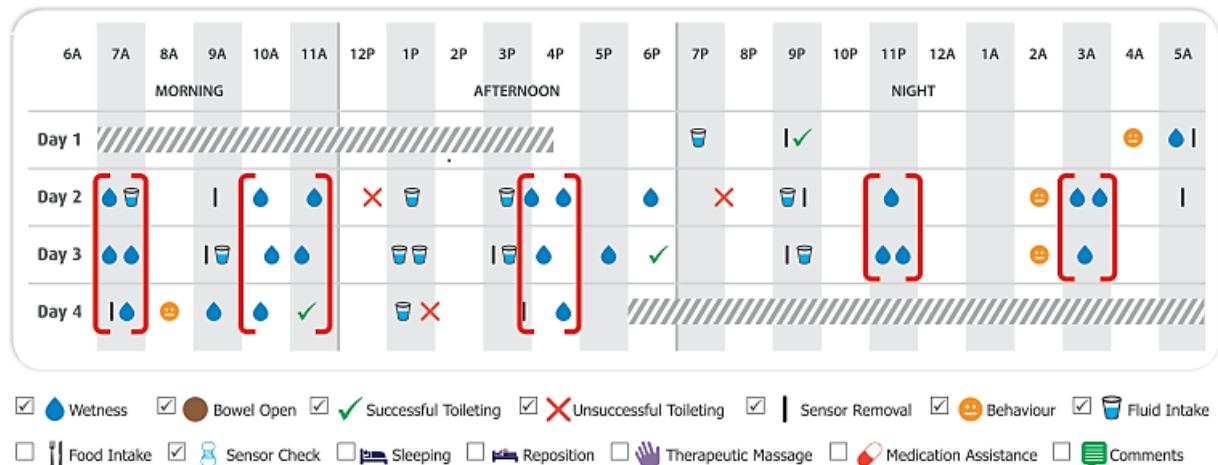 6A 7A 8A 9A 10A 11A 12P 1P 2P 3P 4P 5P 6P 7P 8P 9P 10P 11P 12A 1A 2A 3A 4A 5A
MORNING AFTERNOON NIGHT
Day 1
Day 2
Day 3
Day 4
Wetness Bowel Open Successful Toileting Unsuccessful Toileting Sensor Removal Behaviour Fluid Intake
Food Intake Sensor Check Sleeping Reposition Therapeutic Massage Medication Assistance Comments